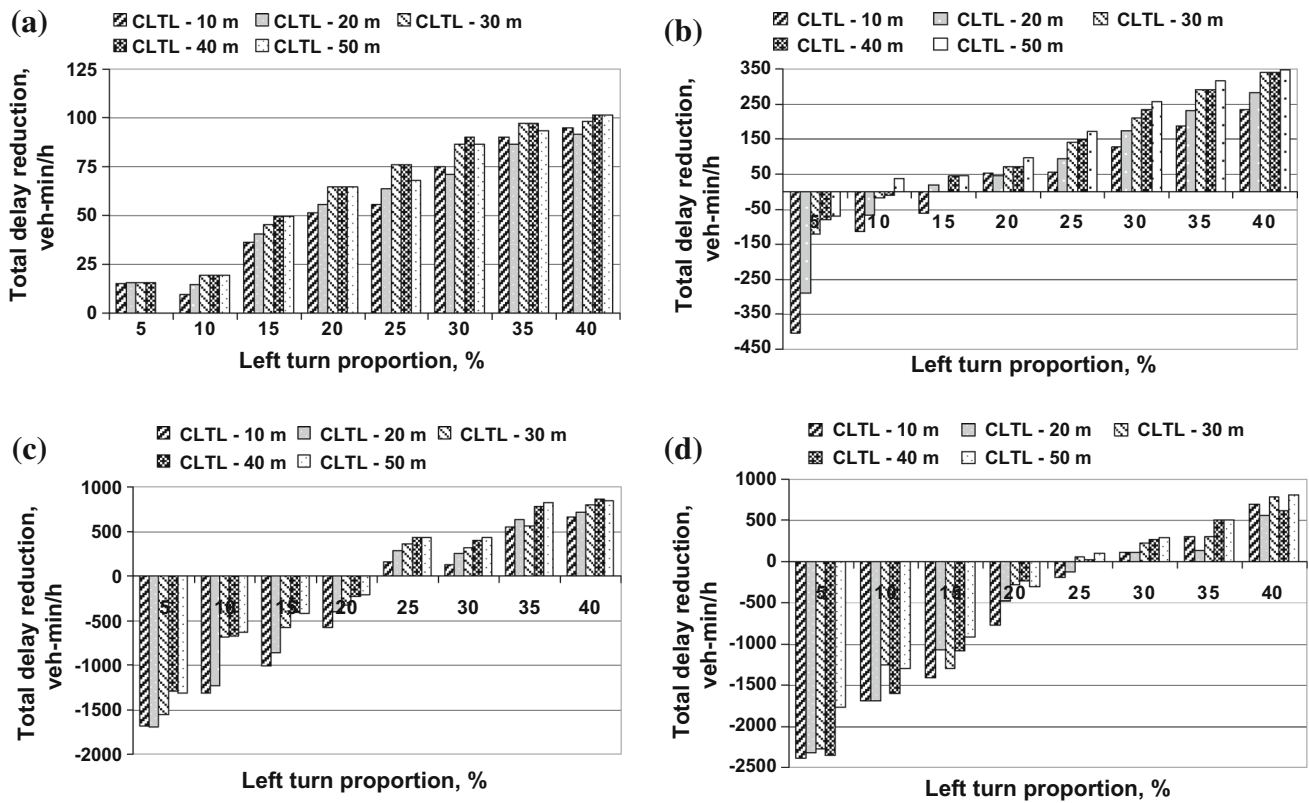 (a)
CLTL - 10 m CLTL - 20 m CLTL - 30 m
CLTL - 40 m CLTL - 50 m
Total delay reduction,
veh-min/h
125
100
75
50
25
0
5 10 15 20 25 30 35 40
Left turn proportion, %
(b)
CLTL - 10 m CLTL - 20 m CLTL - 30 m
CLTL - 40 m CLTL - 50 m
Total delay reduction,
veh-min/h
350
250
150
50
-50
-150
-250
-350
-450
5 10 15 20 25 30 35 40
Left turn proportion, %
(c)
CLTL - 10 m CLTL - 20 m CLTL - 30 m
CLTL - 40 m CLTL - 50 m
Total delay reduction,
veh-min/h
1000
500
0
-500
-1000
-1500
-2000
5 10 15 20 25 30 35 40
Left turn proportion, %
(d)
CLTL - 10 m CLTL - 20 m CLTL - 30 m
CLTL - 40 m CLTL - 50 m
Total delay reduction,
veh-min/h
1000
500
0
-500
-1000
-1500
-2000
-2500
5 10 15 20 25 30 35 40
Left turn proportion, %